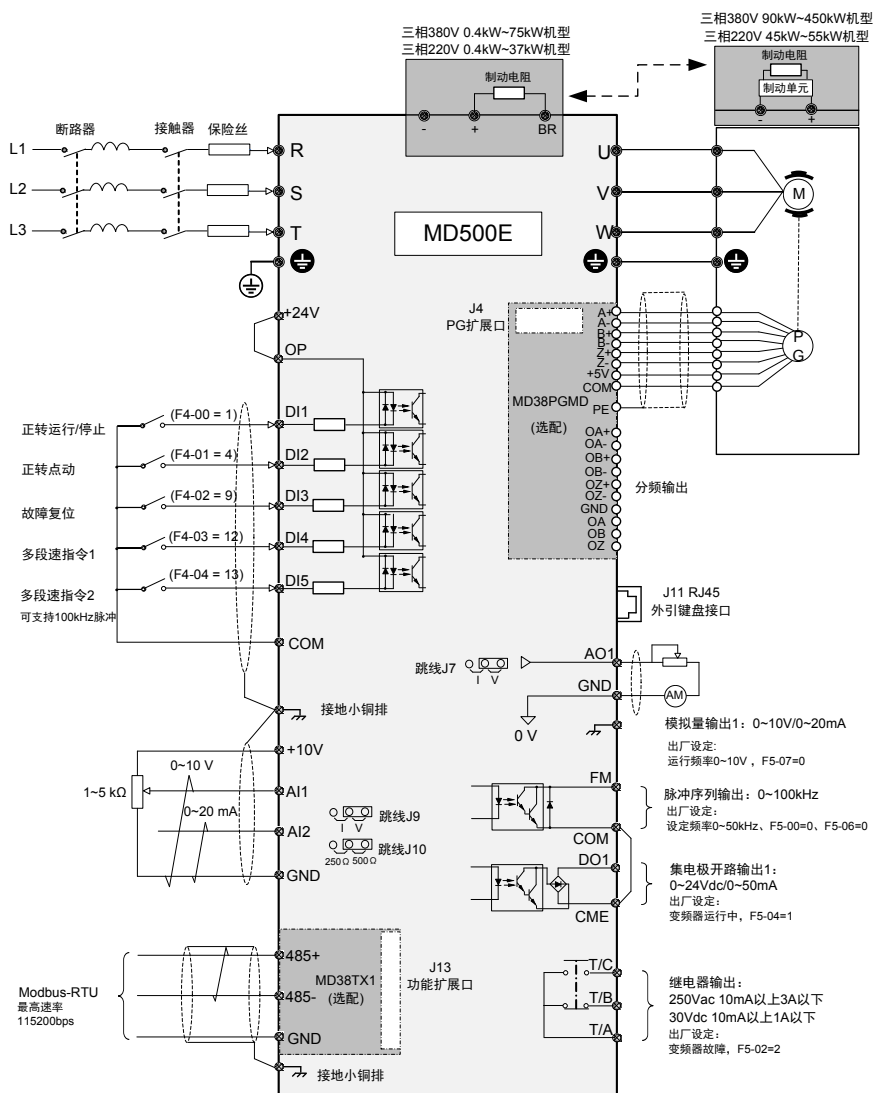 三相380V 0.4kW~75kW机型
三相220V 0.4kW~37kW机型
三相380V 90kW~450kW机型
三相220V 45kW~55kW机型
制动电阻
- + BR
制动电阻
制动单元
- +
断路器 接触器 保险丝
L1 R
L2 S
L3 T
MD500E
U
V
W
M
+24V
OP
J4
PG扩展口
MD38PGMD
(选配)
A+
A-
B+
B-
Z+
Z-
+5V
COM
PE
OA+
OA-
OB+
OB-
OZ+
OZ-
GND
OA
OB
OZ
P
G
分频输出
正转运行/停止 (F4-00 = 1) DI1
正转点动 (F4-01 = 4) DI2
故障复位 (F4-02 = 9) DI3
多段速指令1 (F4-03 = 12) DI4
多段速指令2 (F4-04 = 13) DI5
可支持100kHz脉冲
COM
接地小铜排
J11 RJ45
外引键盘接口
跳线J7
I V
AO1
GND
0 V
AM
模拟量输出1：0~10V/0~20mA
出厂设定:
运行频率0~10V ，F5-07=0
+10V
0~10 V
1~5 kΩ
AI1
0~20 mA
AI2
GND
跳线J9
I V
跳线J10
250Ω 500Ω
FM
COM
脉冲序列输出：0~100kHz
出厂设定：
设定频率0~50kHz、F5-00=0、F5-06=0
DO1
CME
集电极开路输出1：
0~24Vdc/0~50mA
出厂设定：
变频器运行中，F5-04=1
Modbus-RTU
最高速率
115200bps
485+
485-
GND
MD38TX1
(选配)
J13
功能扩展口
接地小铜排
T/C
T/B
T/A
继电器输出：
250Vac 10mA以上3A以下
30Vdc 10mA以上1A以下
出厂设定：
变频器故障，F5-02=2